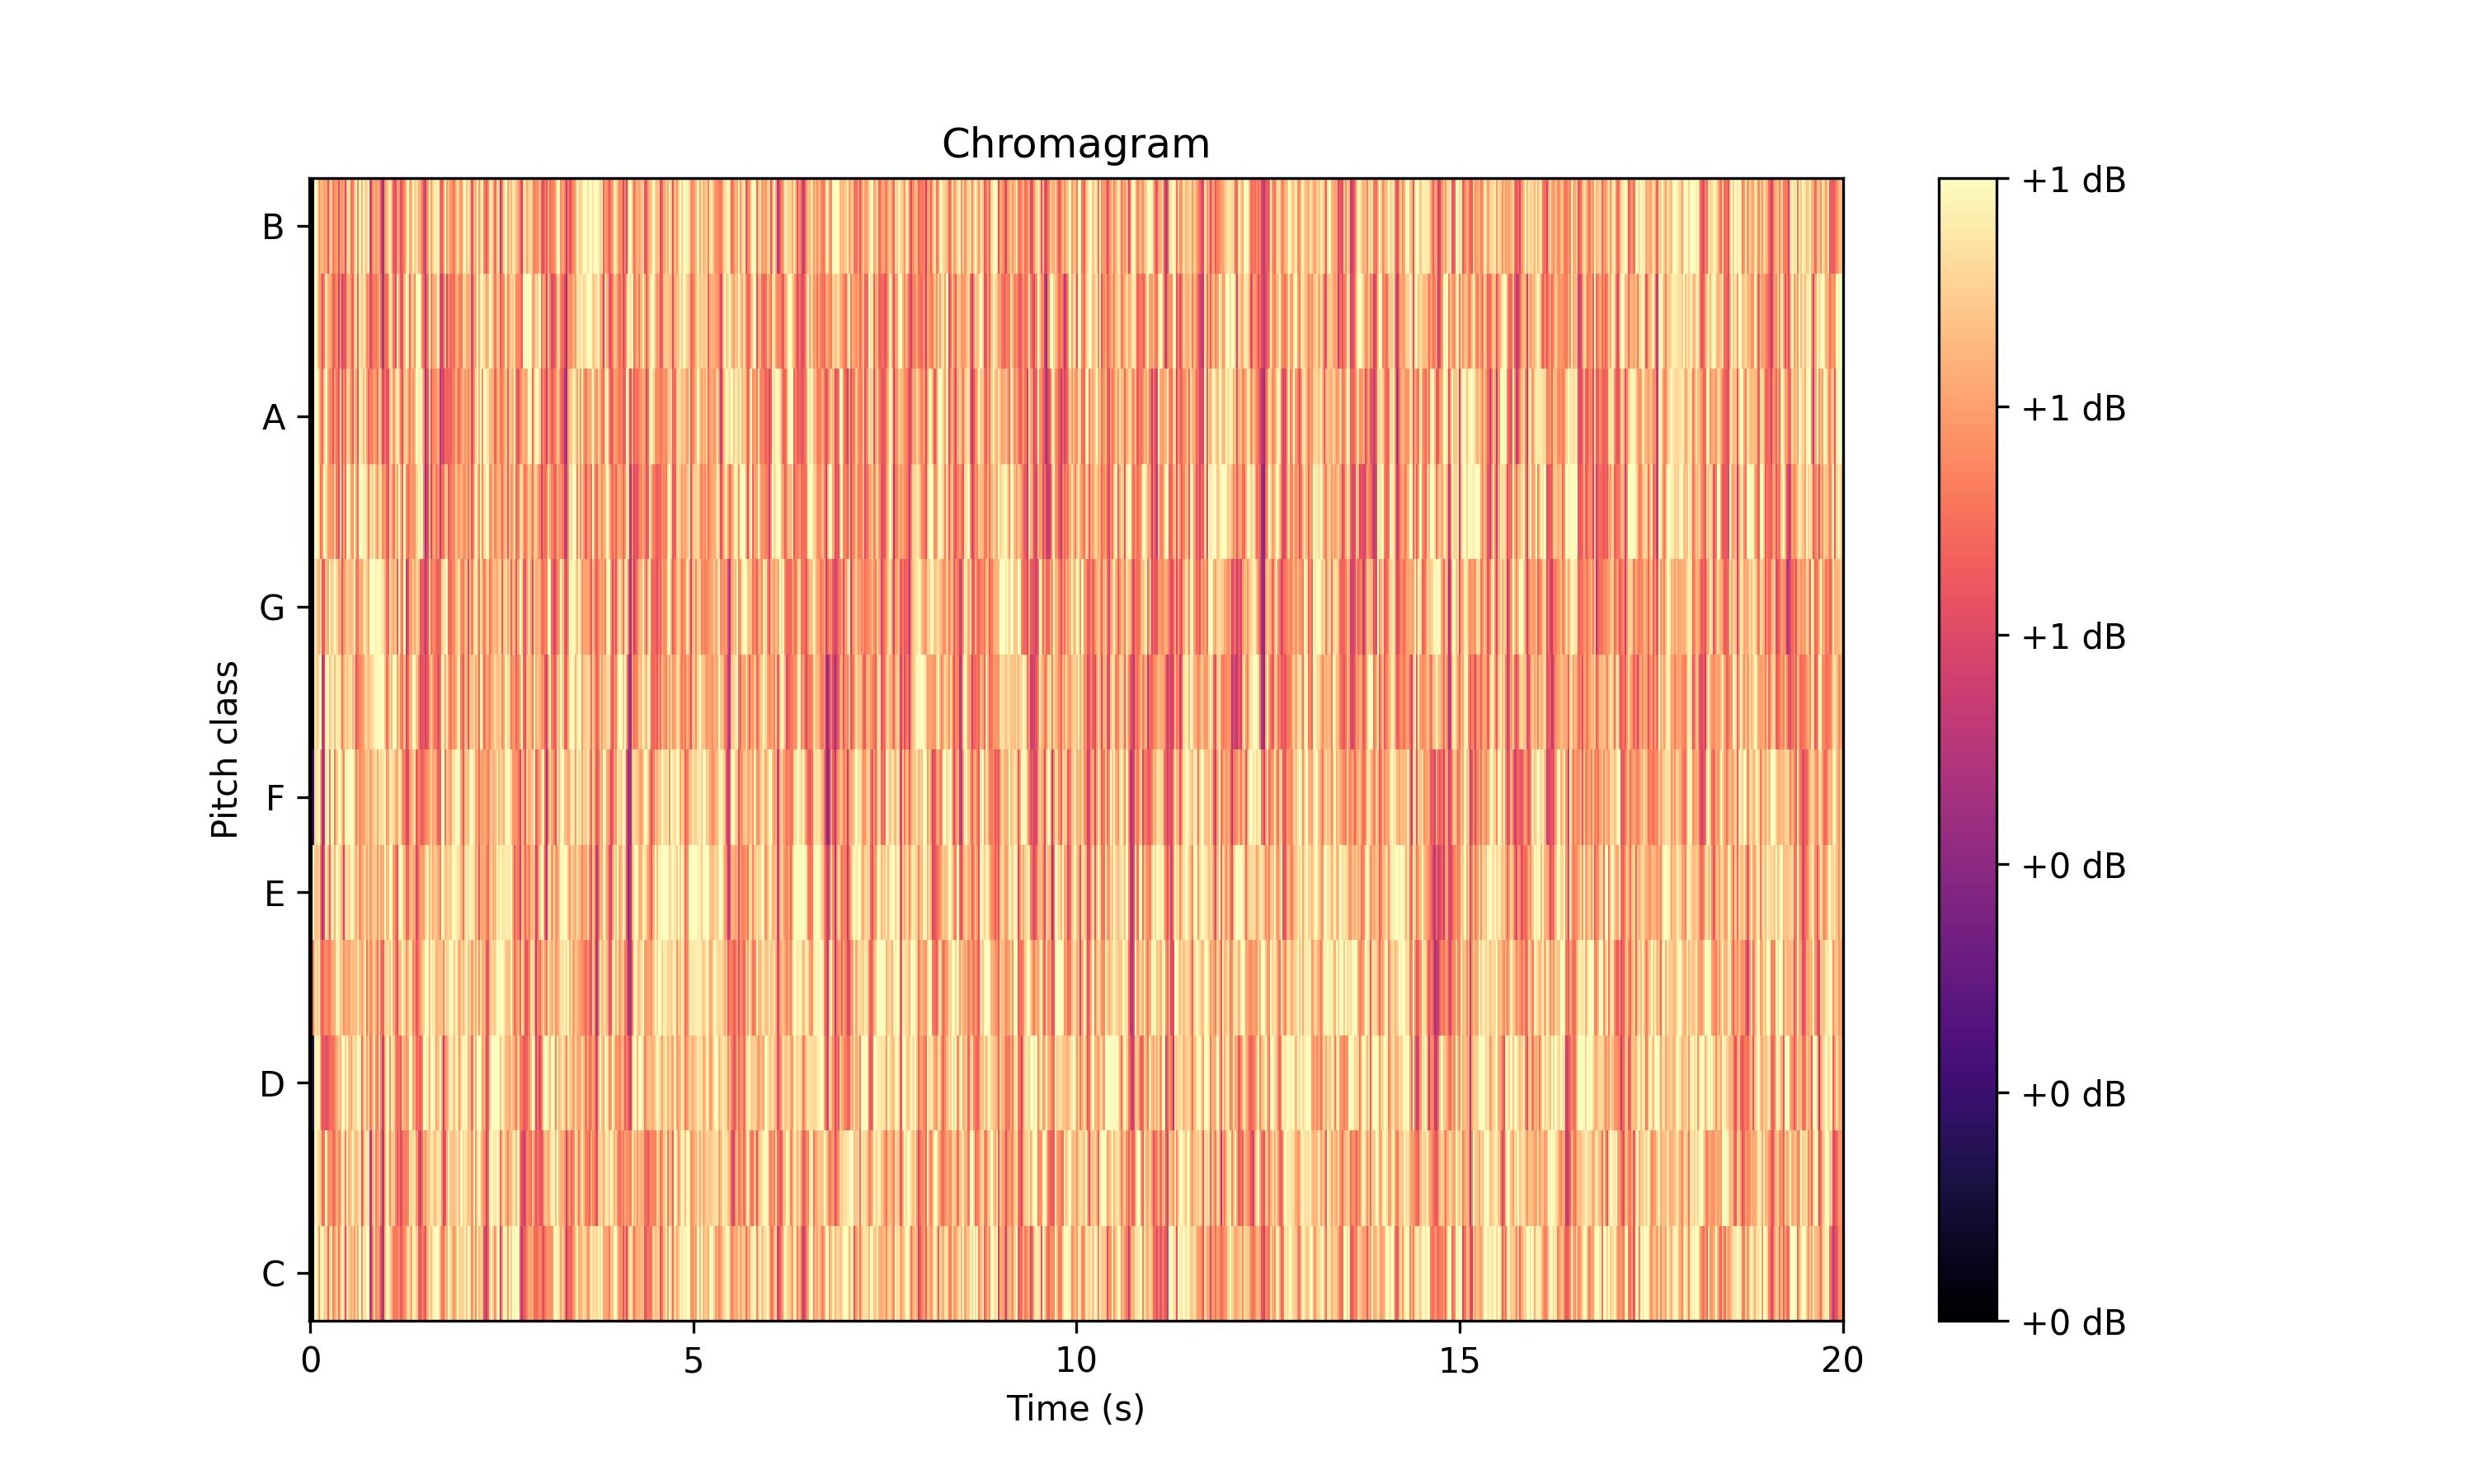 Chromagram
Pitch class
B
A
G
F
E
D
C
0 5 10 15 20
Time (s)
+1 dB
+1 dB
+1 dB
+0 dB
+0 dB
+0 dB